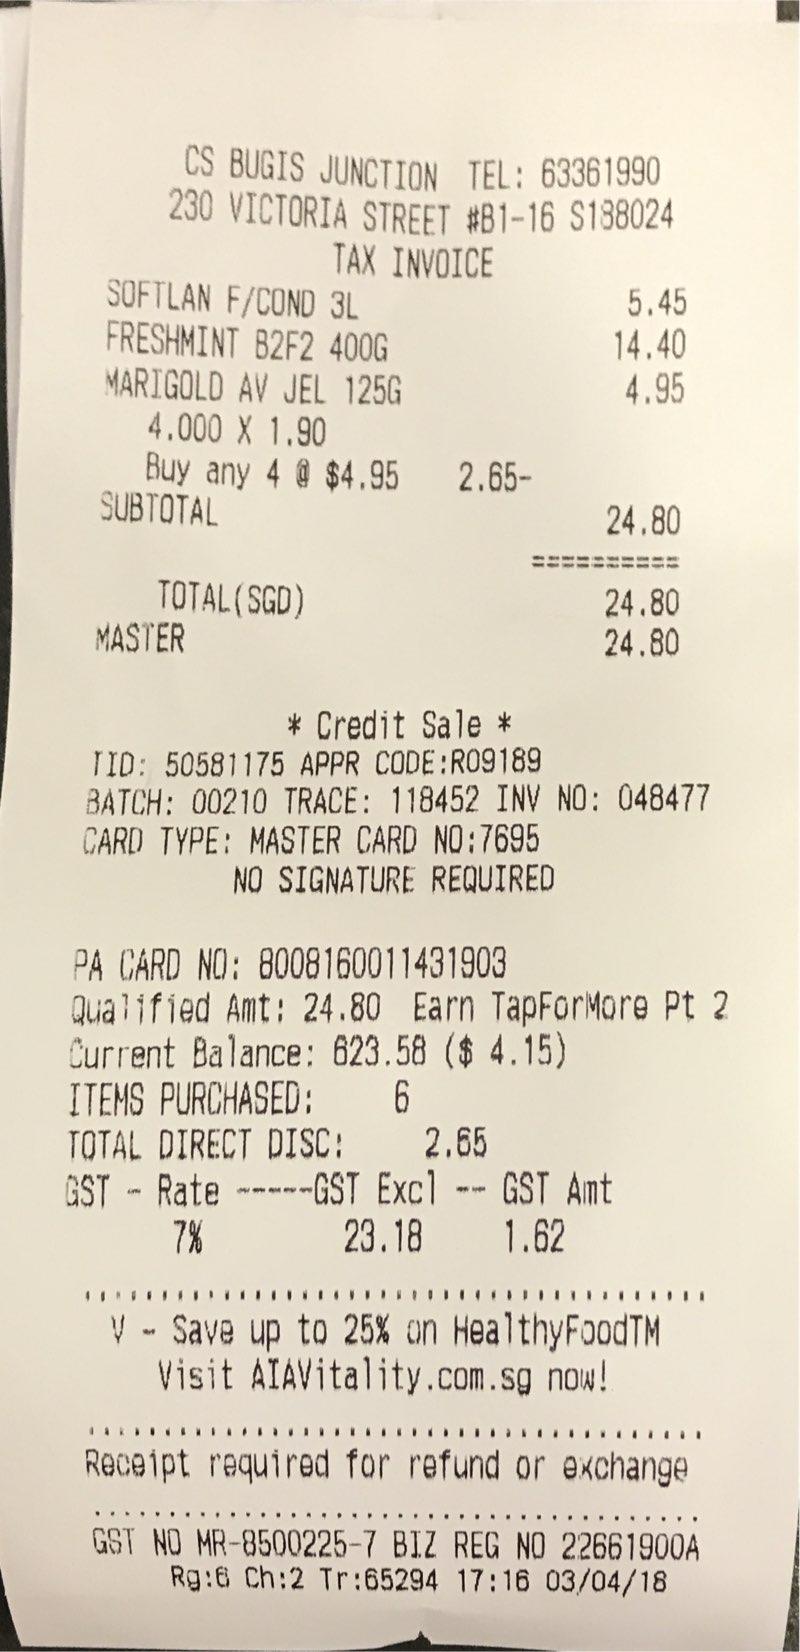 CS BUGIS JUNCTION TEL: 63361990
230 VICTORIA STREET #B1-16 S188024
TAX INVOICE
SOFTLAN F/COND 3L 5.45
FRESHMINT B2F2 400G 14.40
MARIGOLD AV JEL 125G 4.95
4.000 X 1.90
Buy any 4 @ $4.95 2.65-
SUBTOTAL 24.80
==========
TOTAL(SGD) 24.80
MASTER 24.80
* Credit Sale *
TID: 50581175 APPR CODE:R09189
BATCH: 00210 TRACE: 118452 INV NO: 048477
CARD TYPE: MASTER CARD NO:7695
NO SIGNATURE REQUIRED
PA CARD NO: 8008160011431903
Qualified Amt: 24.80 Earn TapForMore Pt 2
Current Balance: 623.58 ($ 4.15)
ITEMS PURCHASED: 6
TOTAL DIRECT DISC: 2.65
GST - Rate -----GST Excl -- GST Amt
7% 23.18 1.62
V - Save up to 25% on HealthyFoodTM
Visit AIAVitality.com.sg now!
Receipt required for refund or exchange
GST NO MR-8500225-7 BIZ REG NO 22661900A
Rg:6 Ch:2 Tr:65294 17:16 03/04/18